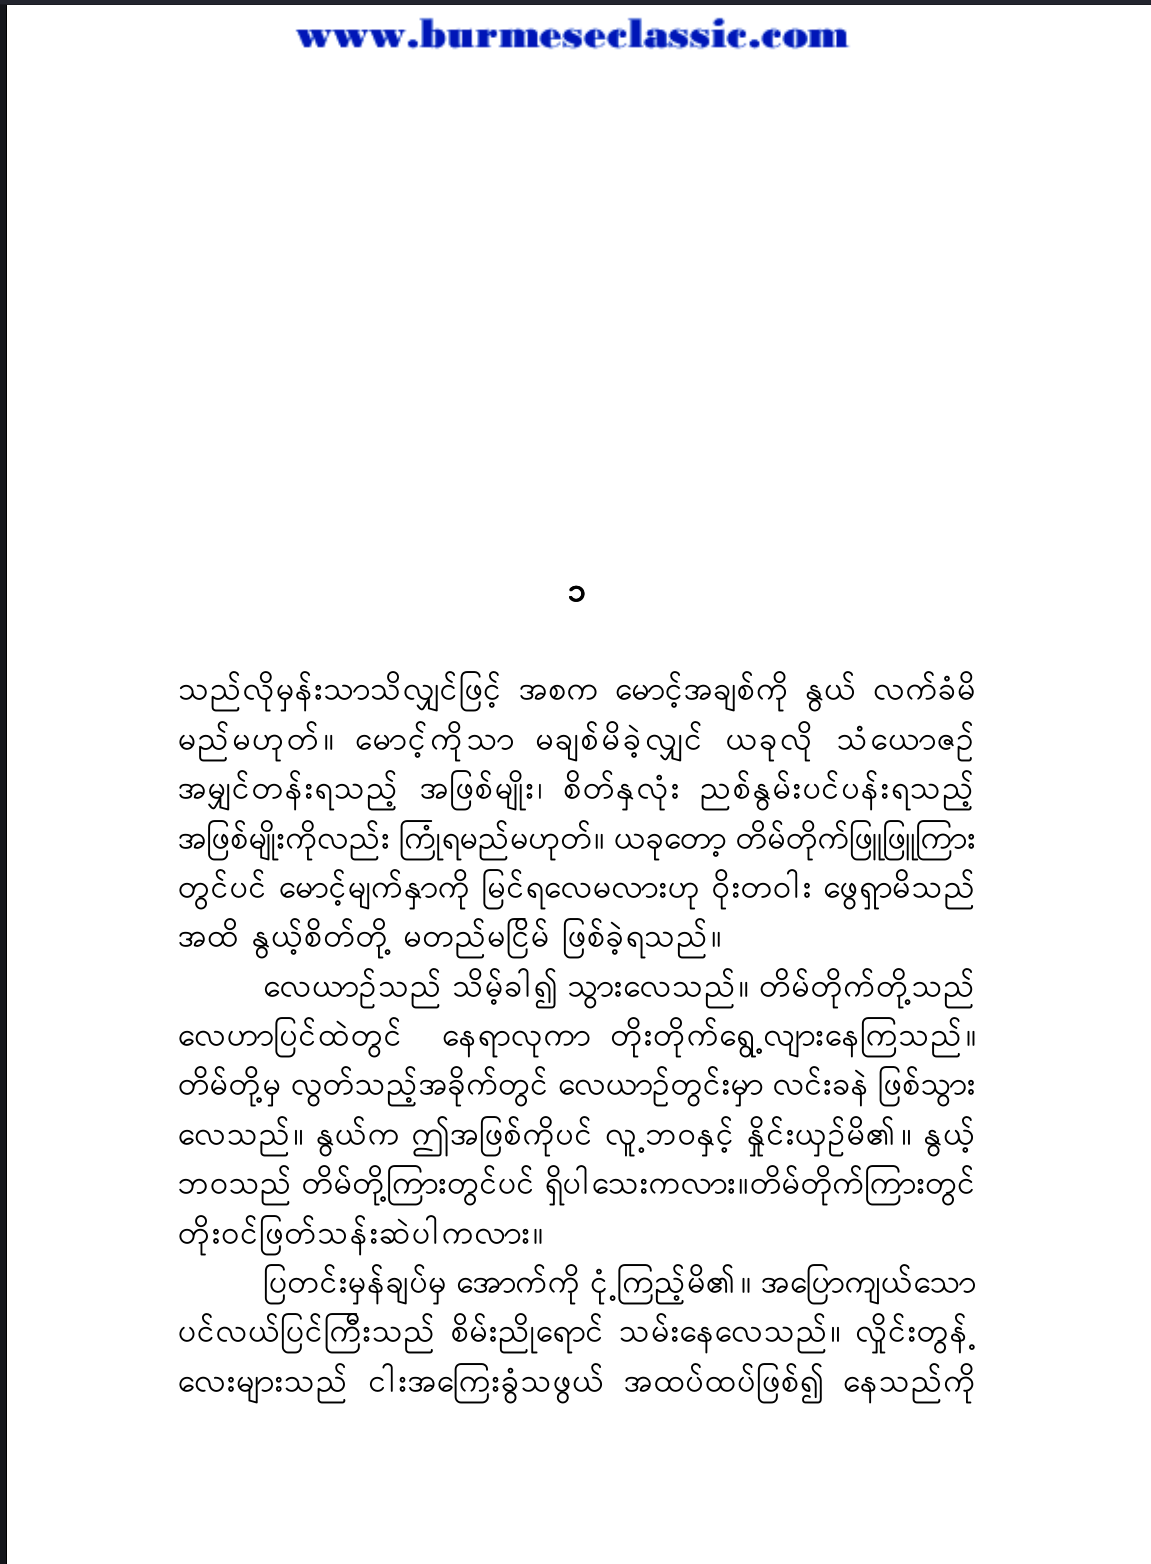 www.burmeseclassic.com
၁
သည်လိုမှန်းသာသိလျှင်ဖြင့် အစက မောင့်အချစ်ကို နွယ် လက်ခံမိ
မည်မဟုတ်။ မောင့်ကိုသာ မချစ်မိခဲ့လျှင် ယခုလို သံယောဇဉ်
အမျှင်တန်းရသည့် အဖြစ်မျိုး၊ စိတ်နှလုံး ညစ်နွမ်းပင်ပန်းရသည့်
အဖြစ်မျိုးကိုလည်း ကြုံရမည်မဟုတ်။ ယခုတော့ တိမ်တိုက်ဖြူဖြူကြား
တွင်ပင် မောင့်မျက်နှာကို မြင်ရလေမလားဟု ဝိုးတဝါး ဖွေရှာမိသည်
အထိ နွယ့်စိတ်တို့ မတည်မငြိမ် ဖြစ်ခဲ့ရသည်။
လေယာဉ်သည် သိမ့်ခါ၍ သွားလေသည်။ တိမ်တိုက်တို့သည်
လေဟာပြင်ထဲတွင် နေရာလုကာ တိုးတိုက်ရွေ့လျားနေကြသည်။
တိမ်တို့မှ လွတ်သည့်အခိုက်တွင် လေယာဉ်တွင်းမှာ လင်းခနဲ ဖြစ်သွား
လေသည်။ နွယ်က ဤအဖြစ်ကိုပင် လူ့ဘဝနှင့် နှိုင်းယှဉ်မိ၏။ နွယ့်
ဘဝသည် တိမ်တို့ကြားတွင်ပင် ရှိပါသေးကလား။တိမ်တိုက်ကြားတွင်
တိုးဝင်ဖြတ်သန်းဆဲပါကလား။
ပြတင်းမှန်ချပ်မှ အောက်ကို ငုံ့ကြည့်မိ၏။ အပြောကျယ်သော
ပင်လယ်ပြင်ကြီးသည် စိမ်းညိုရောင် သမ်းနေလေသည်။ လှိုင်းတွန့်
လေးများသည် ငါးအကြေးခွံသဖွယ် အထပ်ထပ်ဖြစ်၍ နေသည်ကို